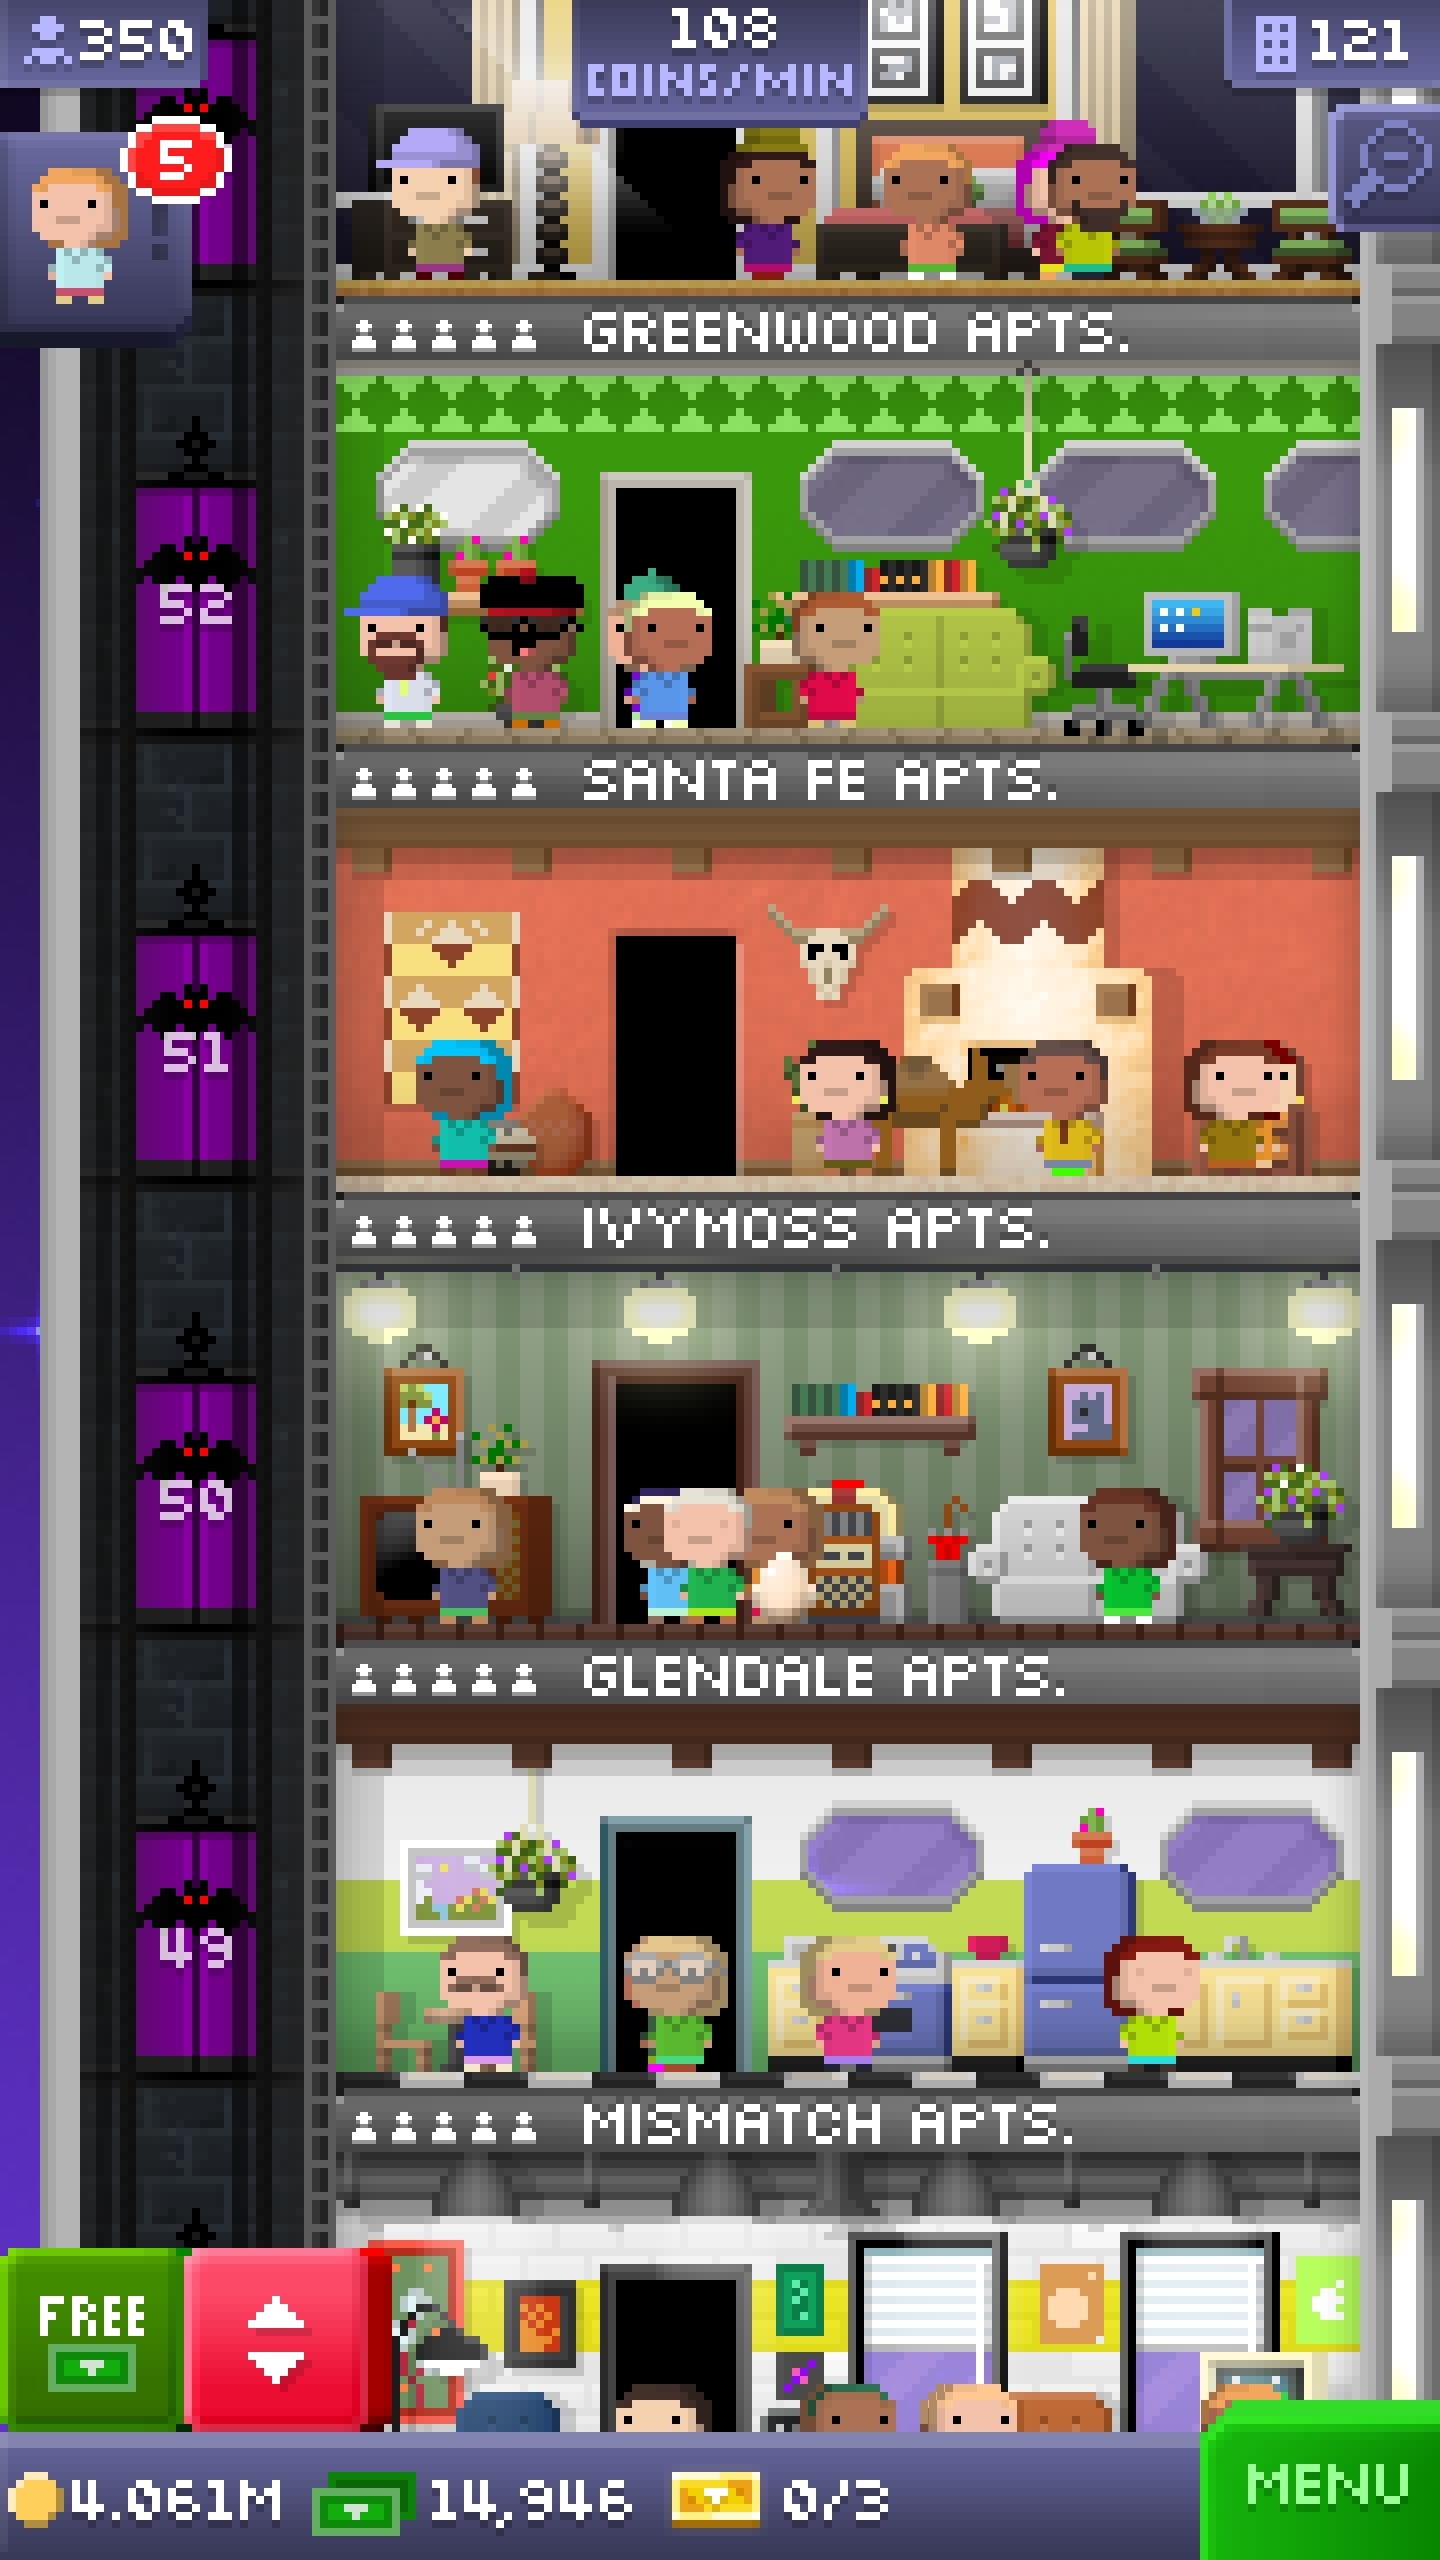 350
108
COINS/MIN
121
5
GREENWOOD APTS.
52
SANTA FE APTS.
51
IVYMOSS APTS.
50
GLENDALE APTS.
49
MISMATCH APTS.
FREE
4.061M
14,946
0/3
MENU